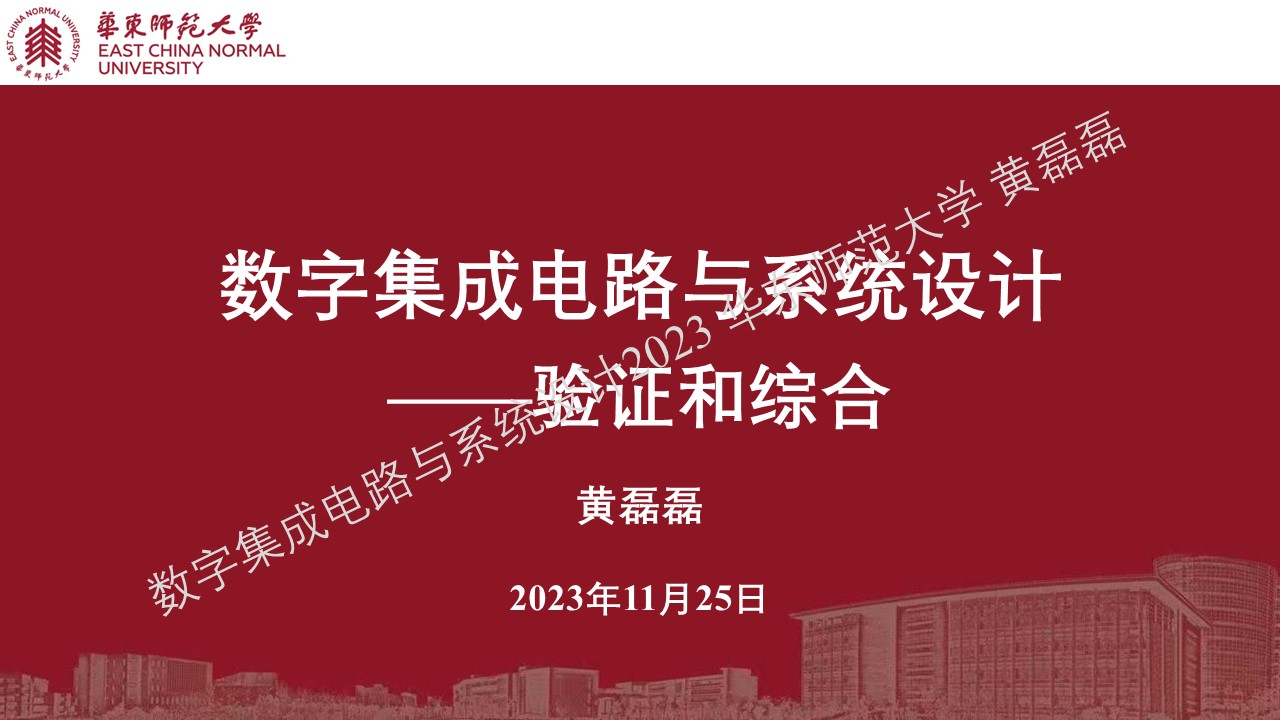 EAST CHINA NORMAL UNIVERSITY
華東師范大學
華東師范大學
EAST CHINA NORMAL
UNIVERSITY
数字集成电路与系统设计
——验证和综合
黄磊磊
2023年11月25日
数字集成电路与系统设计2023 华东师范大学 黄磊磊